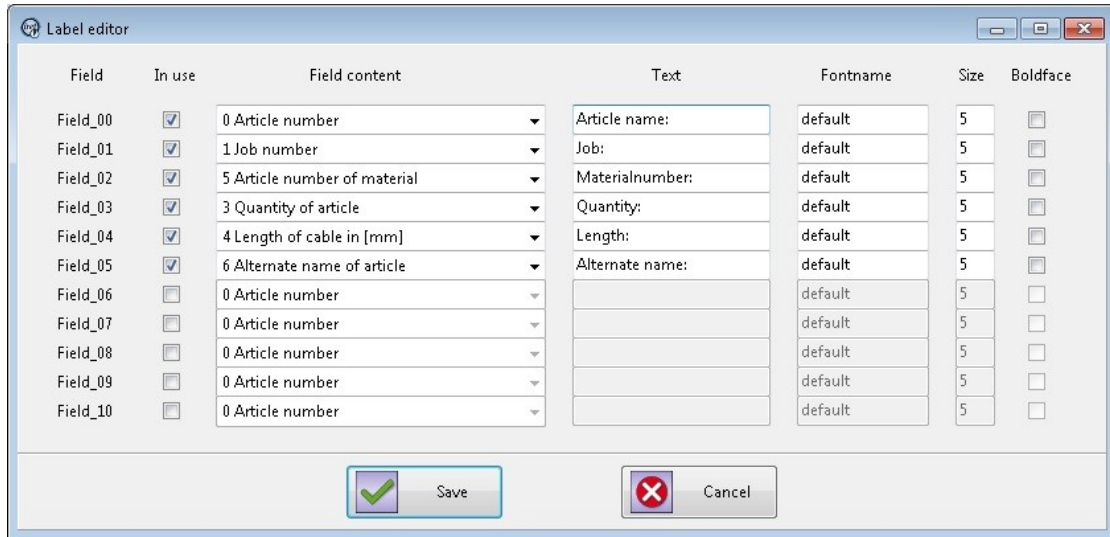 Label editor
Field In use Field content Text Fontname Size Boldface
Field_00 0 Article number Article name: default 5
Field_01 1 Job number Job: default 5
Field_02 5 Article number of material Materialnumber: default 5
Field_03 3 Quantity of article Quantity: default 5
Field_04 4 Length of cable in [mm] Length: default 5
Field_05 6 Alternate name of article Alternate name: default 5
Field_06 0 Article number default 5
Field_07 0 Article number default 5
Field_08 0 Article number default 5
Field_09 0 Article number default 5
Field_10 0 Article number default 5
Save Cancel